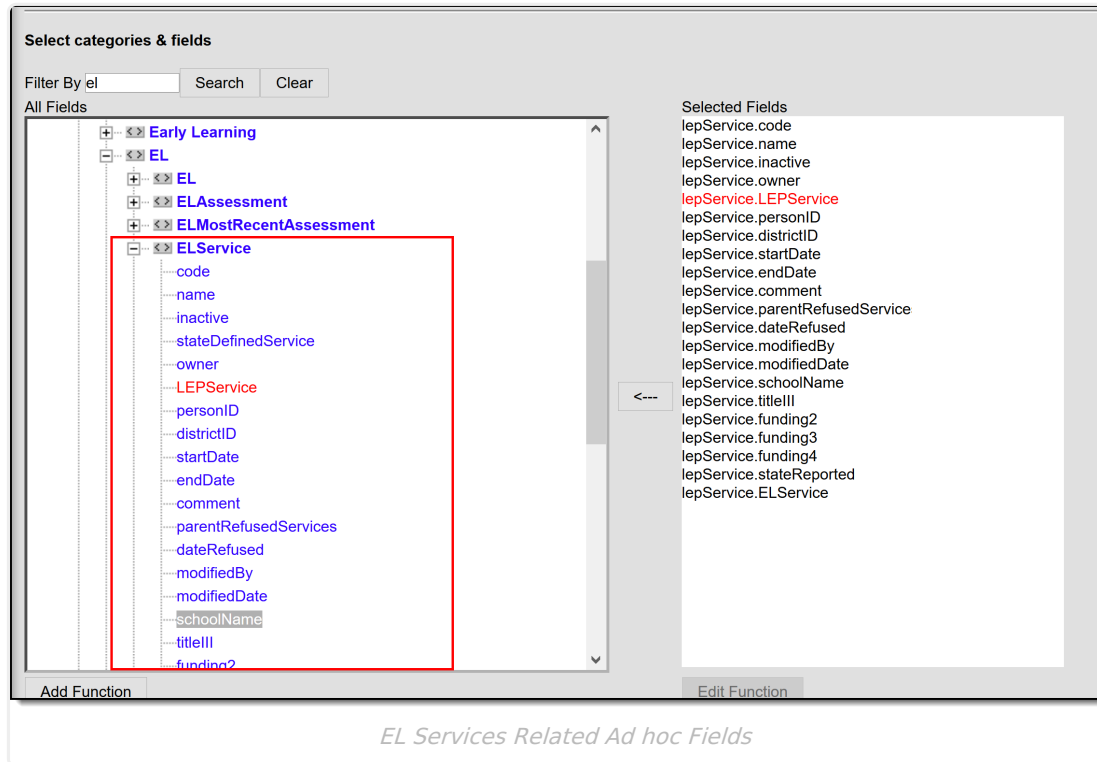 Select categories & fields
Filter By el Search Clear
All Fields
Early Learning
EL
EL
ELAssessment
ELMostRecentAssessment
ELService
code
name
inactive
stateDefinedService
owner
LEPService
personID
districtID
startDate
endDate
comment
parentRefusedServices
dateRefused
modifiedBy
modifiedDate
schoolName
titleIII
funding2
Add Function
<---
Selected Fields
lepService.code
lepService.name
lepService.inactive
lepService.owner
lepService.LEPService
lepService.personID
lepService.districtID
lepService.startDate
lepService.endDate
lepService.comment
lepService.parentRefusedService
lepService.dateRefused
lepService.modifiedBy
lepService.modifiedDate
lepService.schoolName
lepService.titleIII
lepService.funding2
lepService.funding3
lepService.funding4
lepService.stateReported
lepService.ELService
Edit Function
EL Services Related Ad hoc Fields